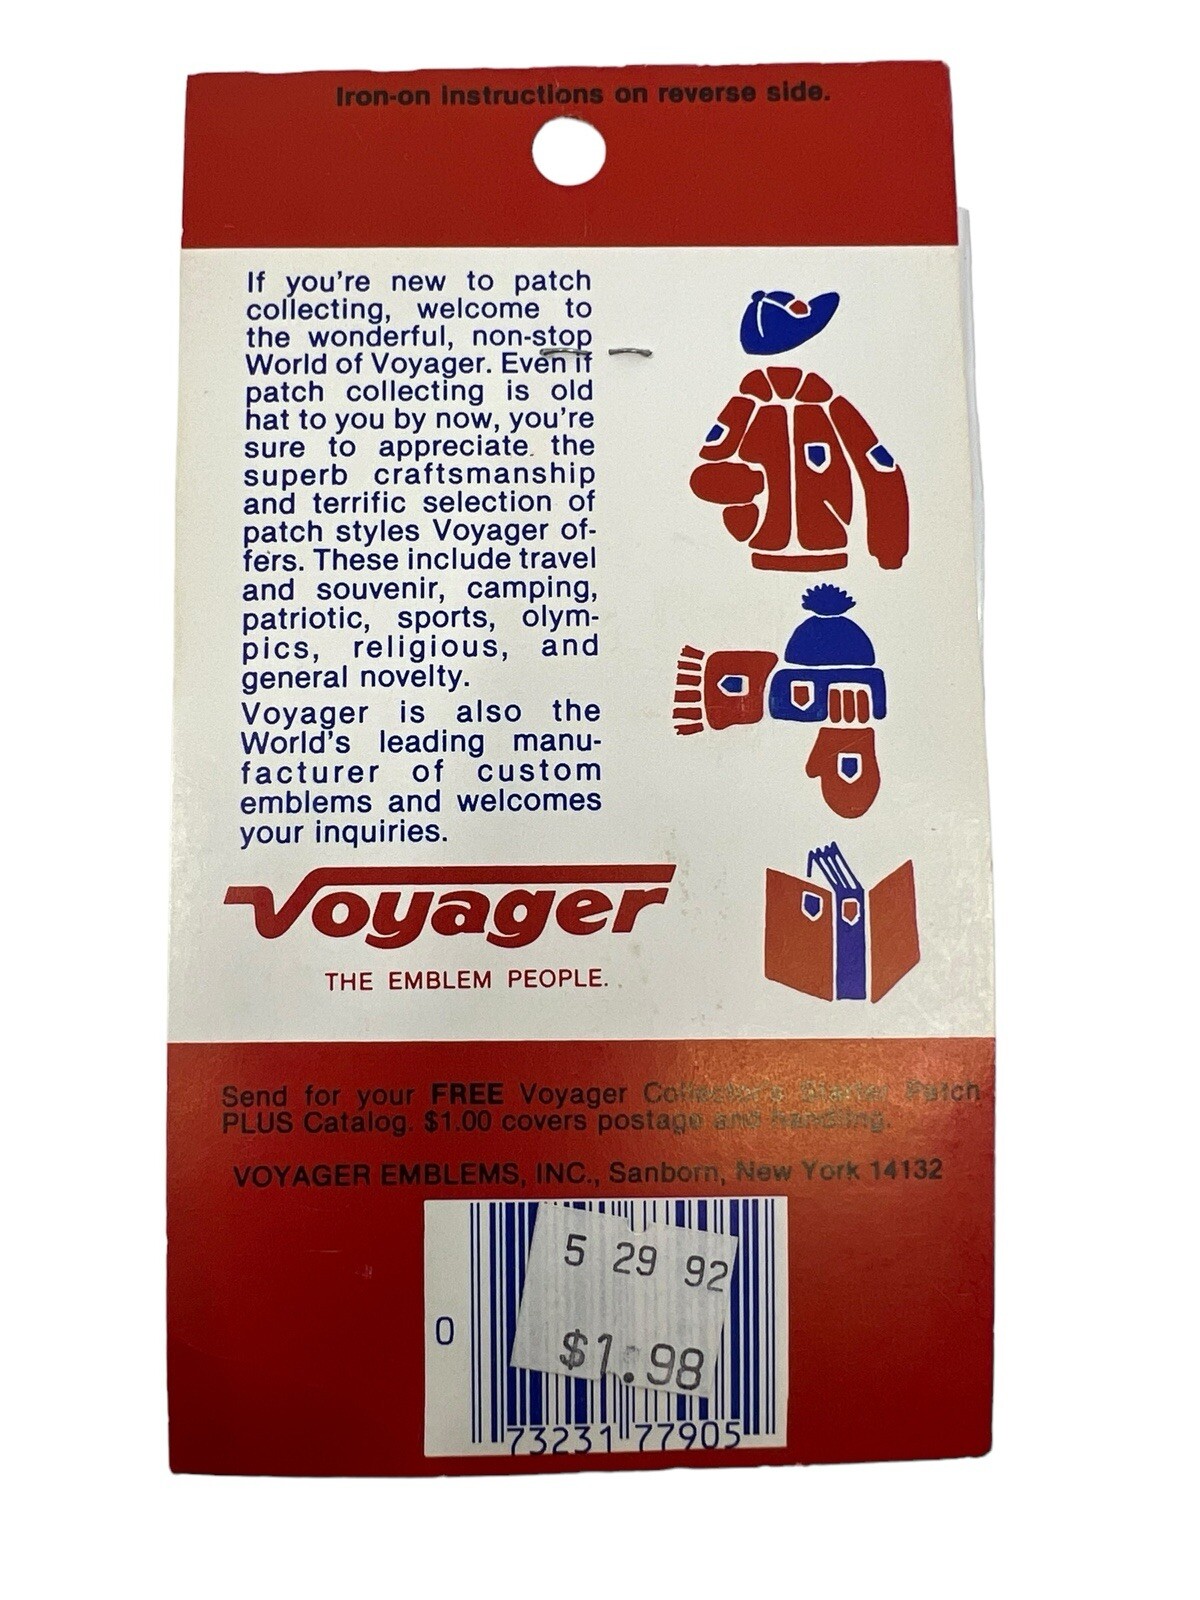 Iron-on instructions on reverse side.
If you're new to patch
collecting, welcome to
the wonderful, non-stop
World of Voyager. Even if
patch collecting is old
hat to you by now, you're
sure to appreciate the
superb craftsmanship
and terrific selection of
patch styles Voyager of-
fers. These include travel
and souvenir, camping,
patriotic, sports, olym-
pics, religious, and
general novelty.
Voyager is also the
World's leading manu-
facturer of custom
emblems and welcomes
your inquiries.
Voyager
THE EMBLEM PEOPLE.
Send for your FREE Voyager Collector's Starter Patch
PLUS Catalog. $1.00 covers postage and handling.
VOYAGER EMBLEMS, INC., Sanborn, New York 14132
5 29 92
$1.98
0
73231 77905